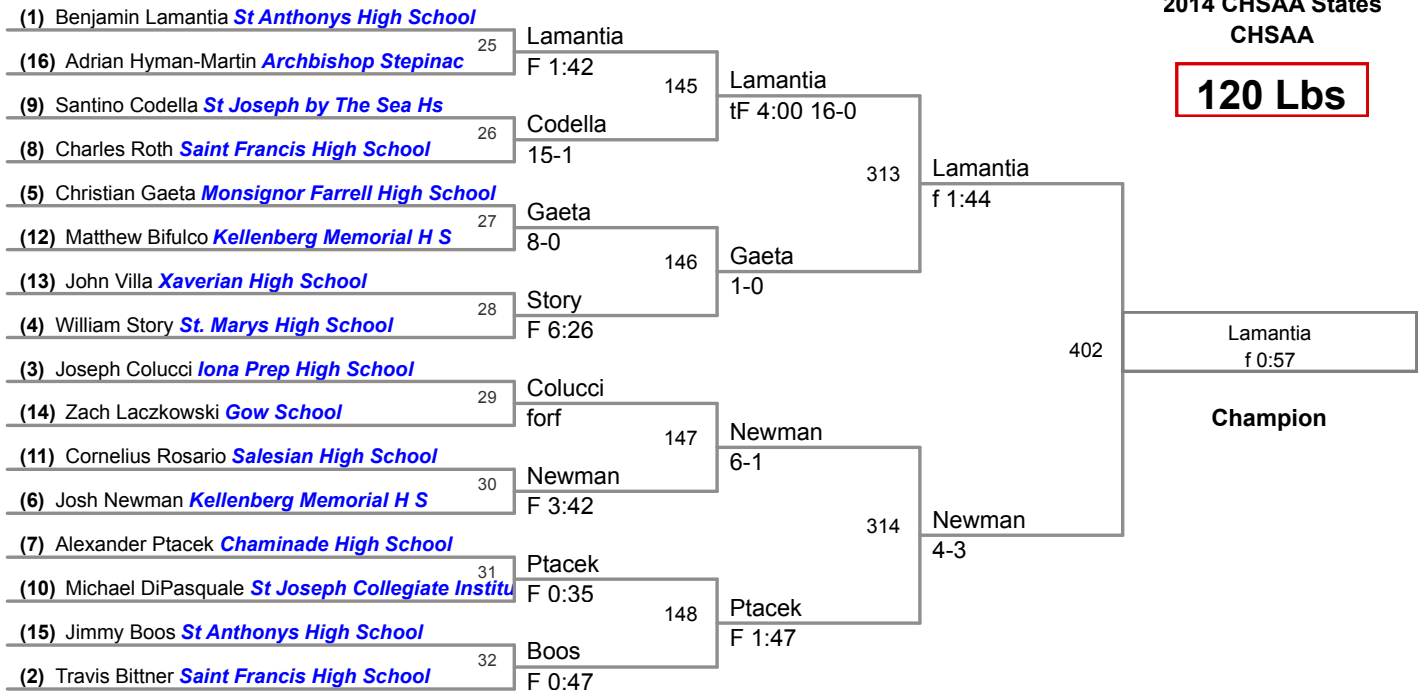 2014 CHSAA States
CHSAA
120 Lbs
(1) Benjamin Lamantia St Anthonys High School
(16) Adrian Hyman-Martin Archbishop Stepinac
(9) Santino Codella St Joseph by The Sea Hs
(8) Charles Roth Saint Francis High School
(5) Christian Gaeta Monsignor Farrell High School
(12) Matthew Bifulco Kellenberg Memorial H S
(13) John Villa Xaverian High School
(4) William Story St. Marys High School
(3) Joseph Colucci Iona Prep High School
(14) Zach Laczkowski Gow School
(11) Cornelius Rosario Salesian High School
(6) Josh Newman Kellenberg Memorial H S
(7) Alexander Ptacek Chaminade High School
(10) Michael DiPasquale St Joseph Collegiate Institu
(15) Jimmy Boos St Anthonys High School
(2) Travis Bittner Saint Francis High School
25
Lamantia
F 1:42
26
Codella
15-1
27
Gaeta
8-0
28
Story
F 6:26
29
Colucci
forf
30
Newman
F 3:42
31
Ptacek
F 0:35
32
Boos
F 0:47
145
Lamantia
tF 4:00 16-0
146
Gaeta
1-0
147
Newman
6-1
148
Ptacek
F 1:47
313
Lamantia
f 1:44
314
Newman
4-3
402
Lamantia
f 0:57
Champion